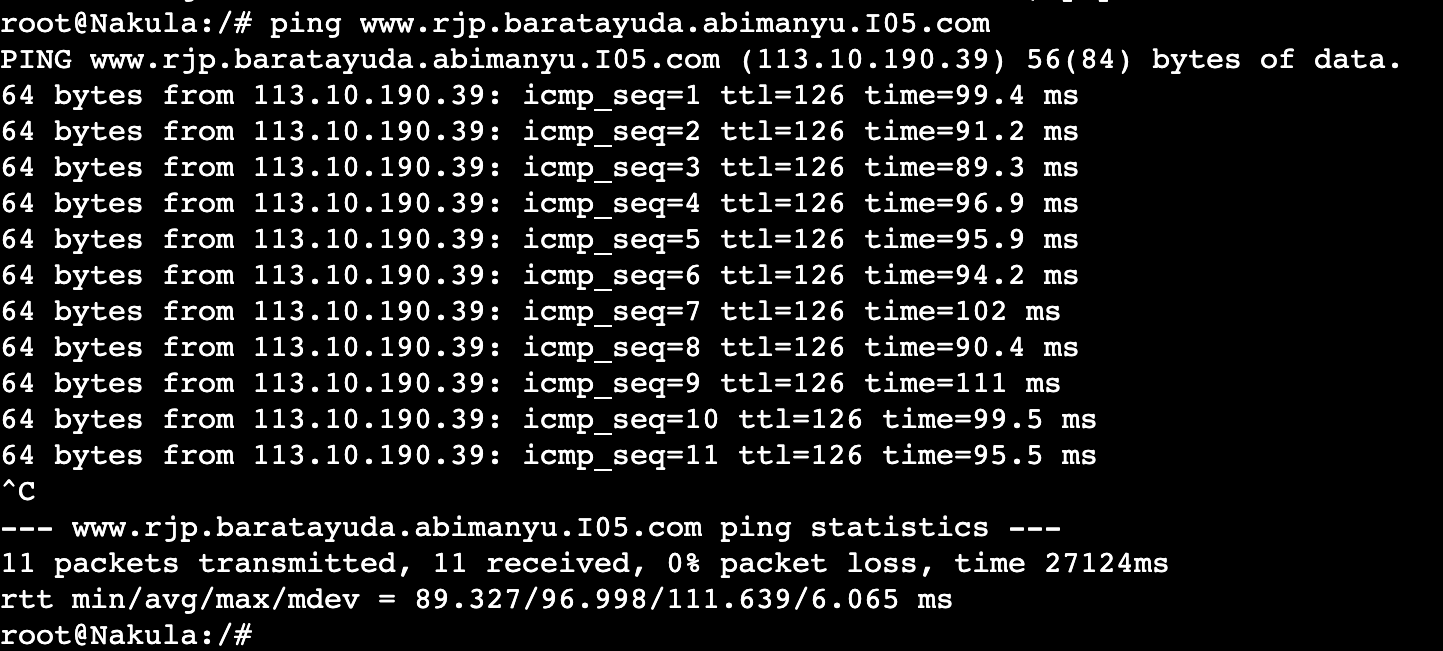 root@Nakula:/# ping www.rjp.baratayuda.abimanyu.I05.com
PING www.rjp.baratayuda.abimanyu.I05.com (113.10.190.39) 56(84) bytes of data.
64 bytes from 113.10.190.39: icmp_seq=1 ttl=126 time=99.4 ms
64 bytes from 113.10.190.39: icmp_seq=2 ttl=126 time=91.2 ms
64 bytes from 113.10.190.39: icmp_seq=3 ttl=126 time=89.3 ms
64 bytes from 113.10.190.39: icmp_seq=4 ttl=126 time=96.9 ms
64 bytes from 113.10.190.39: icmp_seq=5 ttl=126 time=95.9 ms
64 bytes from 113.10.190.39: icmp_seq=6 ttl=126 time=94.2 ms
64 bytes from 113.10.190.39: icmp_seq=7 ttl=126 time=102 ms
64 bytes from 113.10.190.39: icmp_seq=8 ttl=126 time=90.4 ms
64 bytes from 113.10.190.39: icmp_seq=9 ttl=126 time=111 ms
64 bytes from 113.10.190.39: icmp_seq=10 ttl=126 time=99.5 ms
64 bytes from 113.10.190.39: icmp_seq=11 ttl=126 time=95.5 ms
^C
--- www.rjp.baratayuda.abimanyu.I05.com ping statistics ---
11 packets transmitted, 11 received, 0% packet loss, time 27124ms
rtt min/avg/max/mdev = 89.327/96.998/111.639/6.065 ms
root@Nakula:/#